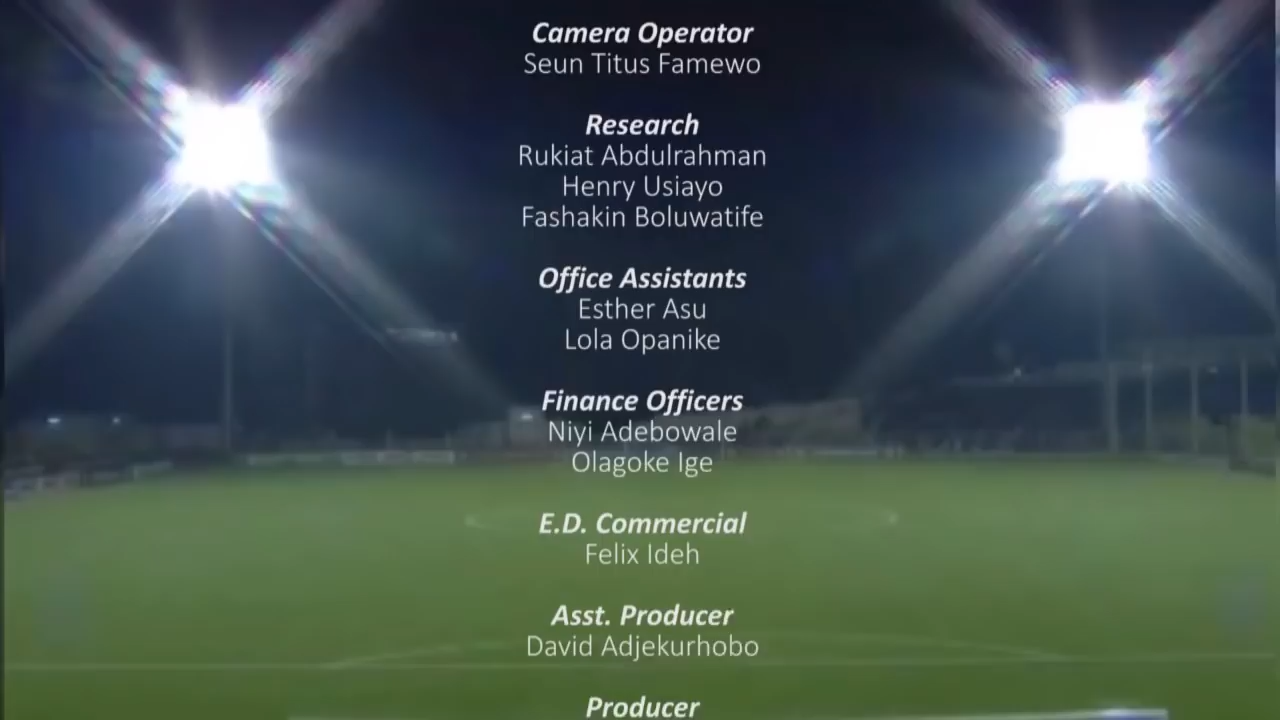 Camera Operator
Seun Titus Famewo
Research
Rukiat Abdulrahman
Henry Usiayo
Fashakin Boluwatife
Office Assistants
Esther Asu
Lola Opanike
Finance Officers
Niyi Adebowale
Olagoke Ige
E.D. Commercial
Felix Ideh
Asst. Producer
David Adjekurhobo
Producer